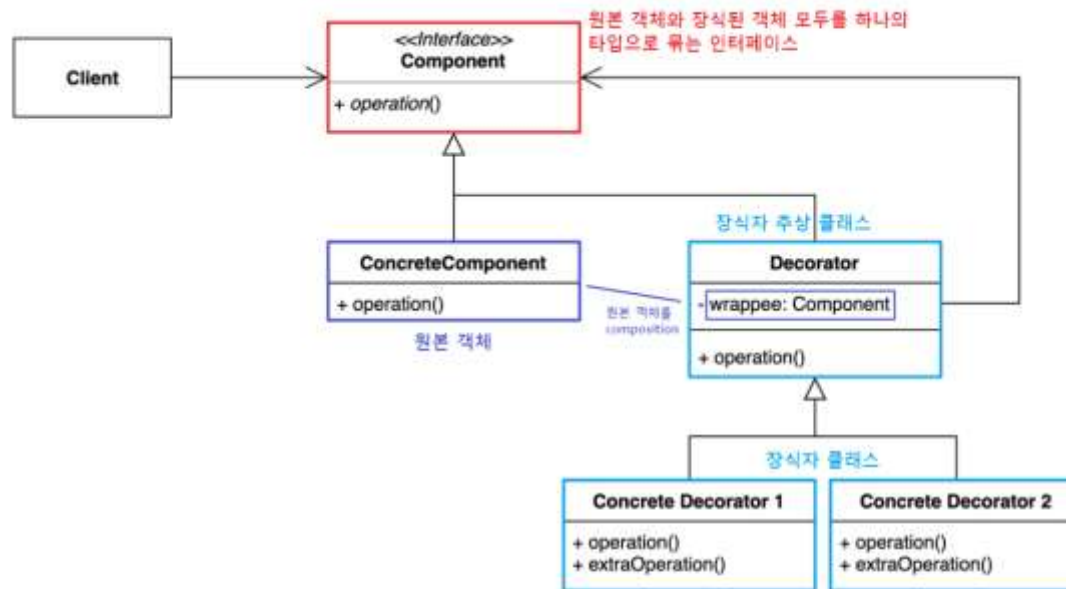 원본 객체와 장식된 객체 모두를 하나의
타입으로 묶는 인터페이스
<<Interface>>
Component
+ operation()
Client
장식자 추상 클래스
ConcreteComponent
+ operation()
원본 객체
원본 객체를
composition
Decorator
- wrappee: Component
+ operation()
장식자 클래스
Concrete Decorator 1
+ operation()
+ extraOperation()
Concrete Decorator 2
+ operation()
+ extraOperation()